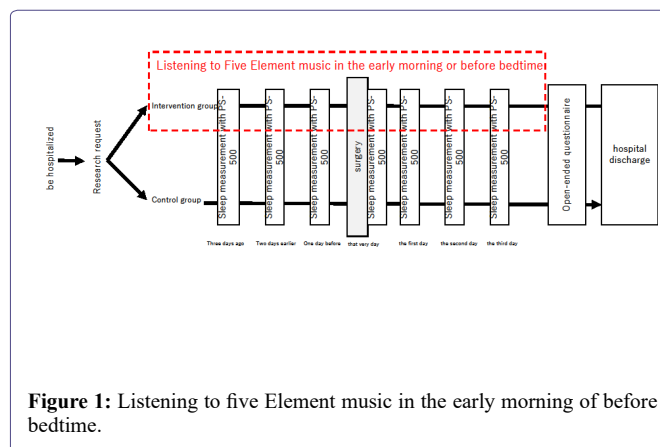 Listening to Five Element music in the early morning or before bedtime
be hospitalized
Research request
Intervention group
Control group
Sleep measurement with PS-
500
Sleep measurement with PS-
500
Sleep measurement with PS-
500
surgery
Sleep measurement with PS-
500
Sleep measurement with PS-
500
Sleep measurement with PS-
500
Sleep measurement with PS-
500
Open-ended questionnaire
hospital
discharge
Three days ago
Two days earlier
One day before
that very day
the first day
the second day
the third day
Figure 1: Listening to five Element music in the early morning of before
bedtime.